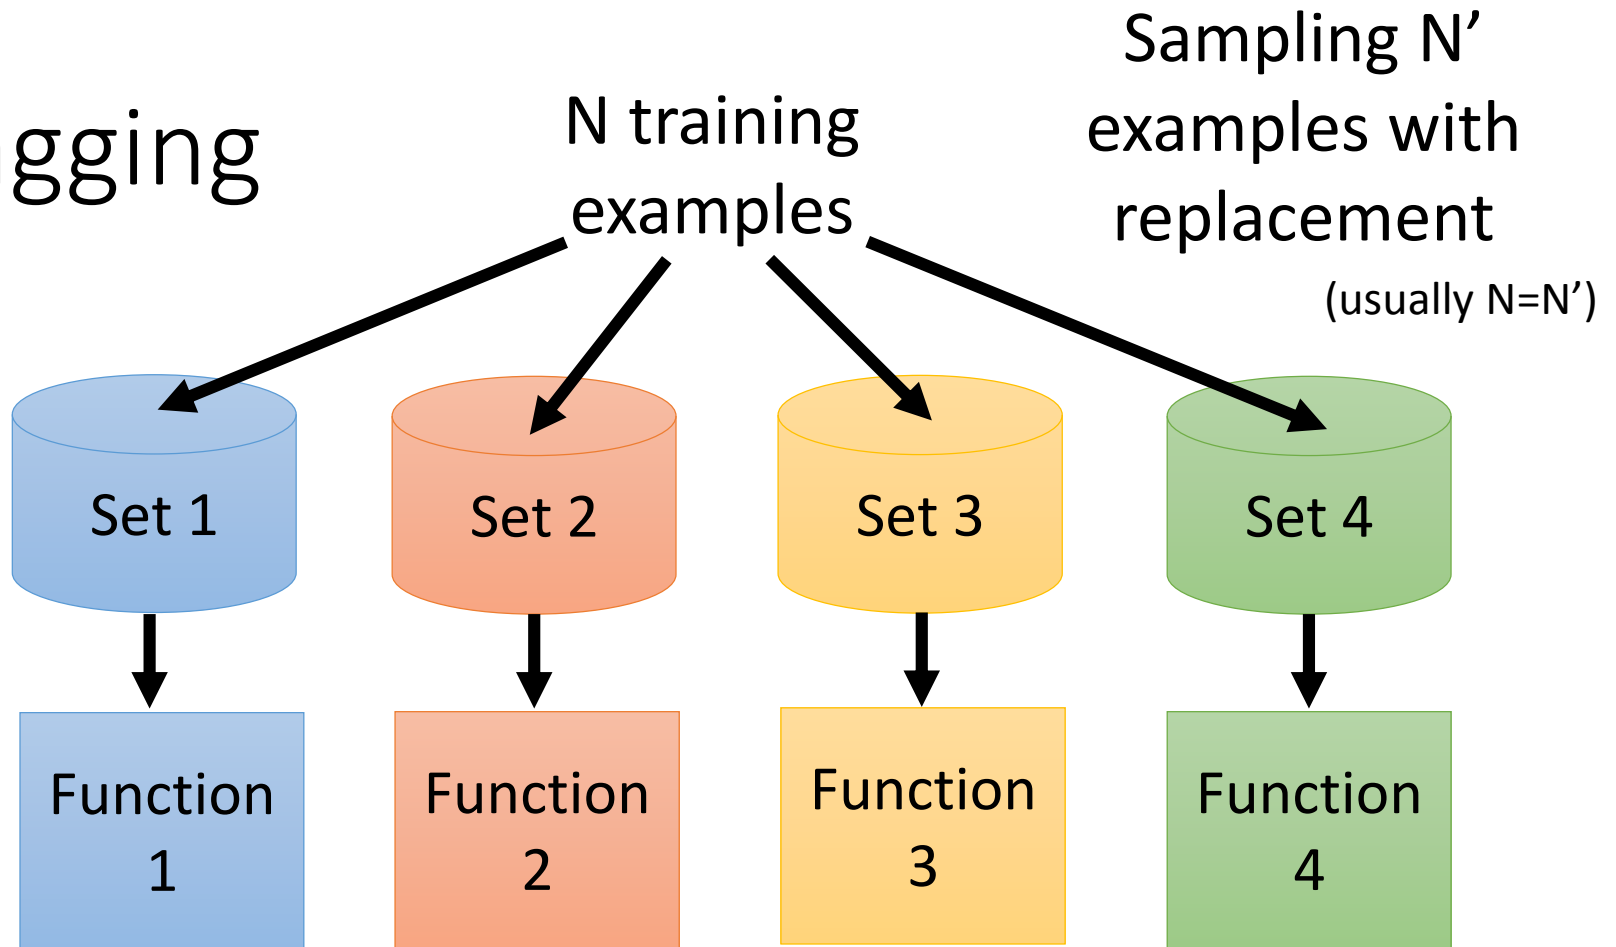 gging
N training
examples
Sampling N’
examples with
replacement
(usually N=N’)
Set 1
Set 2
Set 3
Set 4
Function
1
Function
2
Function
3
Function
4